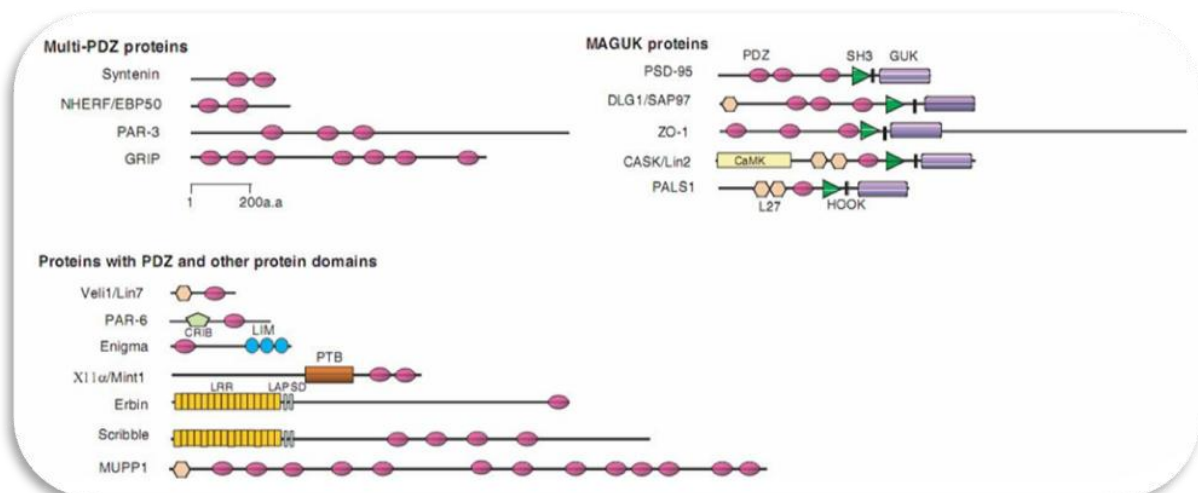 Multi-PDZ proteins
Syntenin
NHERF/EBP50
PAR-3
GRIP
1 200a.a
MAGUK proteins
PDZ SH3 GUK
PSD-95
DLG1/SAP97
ZO-1
CASK/Lin2 CaMK
PALS1
L27 HOOK
Proteins with PDZ and other protein domains
Veli1/Lin7
PAR-6
CRIB LIM
Enigma
PTB
X11α/Mint1
LRR LAPSD
Erbin
Scribble
MUPP1